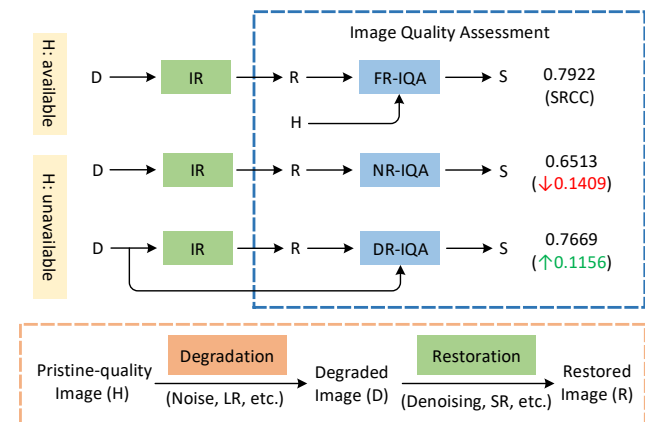 Image Quality Assessment
H: available
D
IR
R
FR-IQA
S
0.7922
(SRCC)
H
H: unavailable
D
IR
R
NR-IQA
S
0.6513
(↓0.1409)
D
IR
R
DR-IQA
S
0.7669
(↑0.1156)
Pristine-quality
Image (H)
Degradation
(Noise, LR, etc.)
Degraded
Image (D)
Restoration
(Denoising, SR, etc.)
Restored
Image (R)